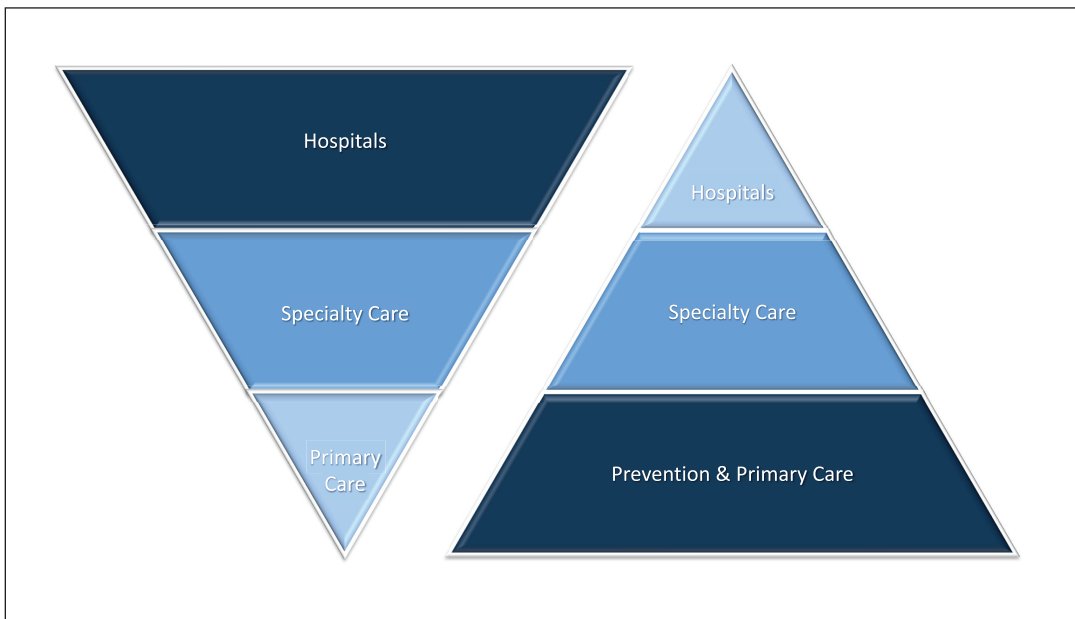 Hospitals
Specialty Care
Primary
Care
Hospitals
Specialty Care
Prevention & Primary Care